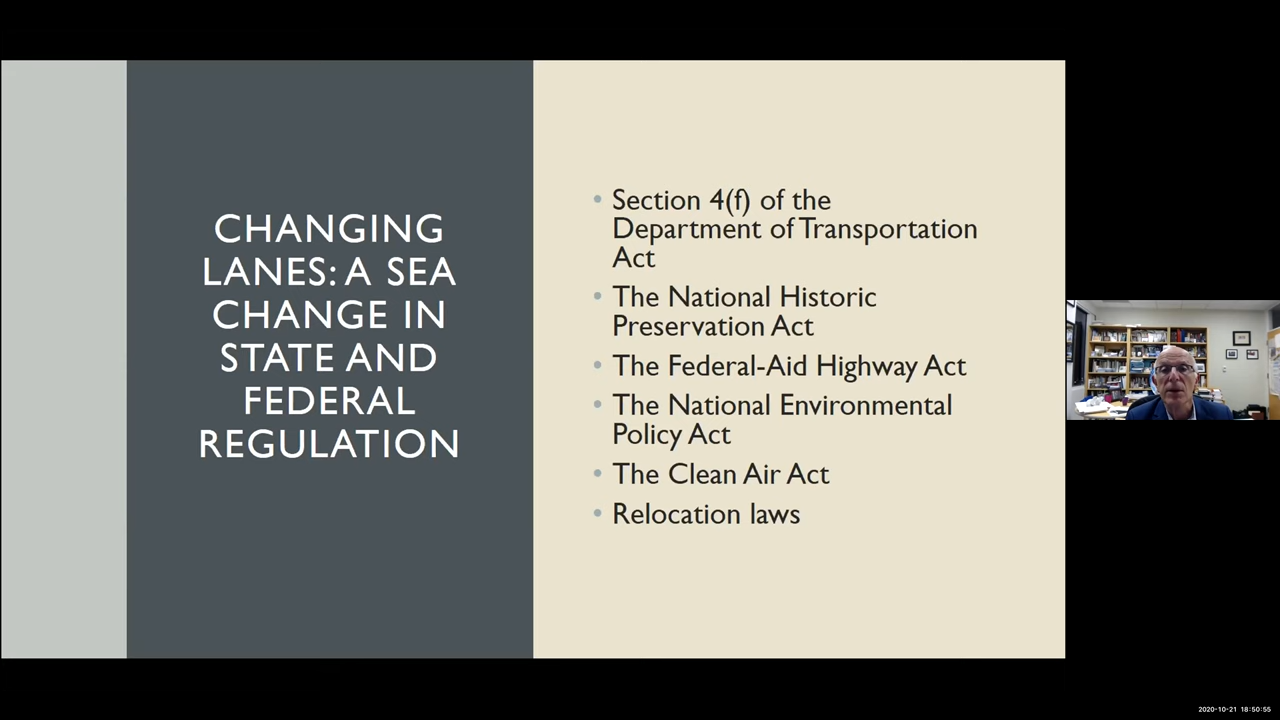 CHANGING
LANES: A SEA
CHANGE IN
STATE AND
FEDERAL
REGULATION
• Section 4(f) of the
Department of Transportation
Act
• The National Historic
Preservation Act
• The Federal-Aid Highway Act
• The National Environmental
Policy Act
• The Clean Air Act
• Relocation laws
2020-10-21 18:50:55